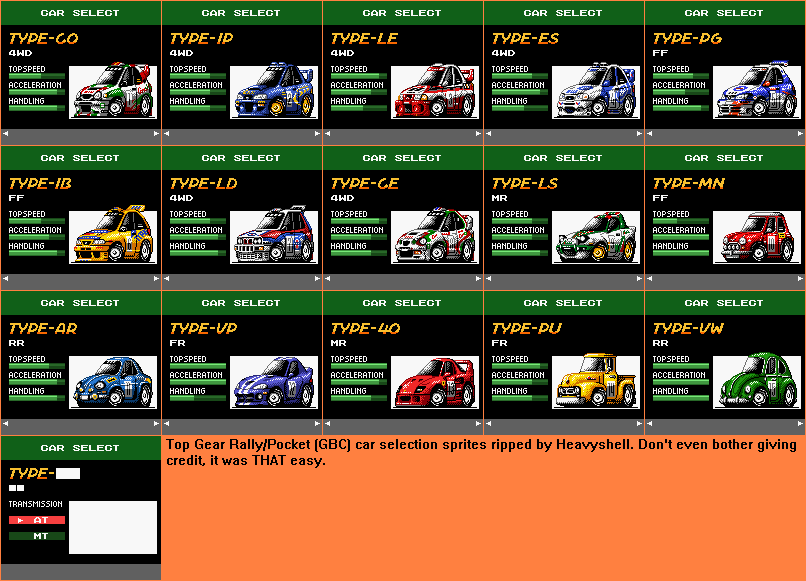 CAR SELECT
TYPE-CO
4WD
TOPSPEED
ACCELERATION
HANDLING
CAR SELECT
TYPE-IP
4WD
TOPSPEED
ACCELERATION
HANDLING
CAR SELECT
TYPE-LE
4WD
TOPSPEED
ACCELERATION
HANDLING
CAR SELECT
TYPE-ES
4WD
TOPSPEED
ACCELERATION
HANDLING
CAR SELECT
TYPE-PG
FF
TOPSPEED
ACCELERATION
HANDLING
CAR SELECT
TYPE-IB
FF
TOPSPEED
ACCELERATION
HANDLING
CAR SELECT
TYPE-LD
4WD
TOPSPEED
ACCELERATION
HANDLING
CAR SELECT
TYPE-CE
4WD
TOPSPEED
ACCELERATION
HANDLING
CAR SELECT
TYPE-LS
MR
TOPSPEED
ACCELERATION
HANDLING
CAR SELECT
TYPE-MN
FF
TOPSPEED
ACCELERATION
HANDLING
CAR SELECT
TYPE-AR
RR
TOPSPEED
ACCELERATION
HANDLING
CAR SELECT
TYPE-VP
FR
TOPSPEED
ACCELERATION
HANDLING
CAR SELECT
TYPE-40
MR
TOPSPEED
ACCELERATION
HANDLING
CAR SELECT
TYPE-PU
FR
TOPSPEED
ACCELERATION
HANDLING
CAR SELECT
TYPE-VW
RR
TOPSPEED
ACCELERATION
HANDLING
CAR SELECT
TYPE-
TRANSMISSION
AT
MT
Top Gear Rally/Pocket (GBC) car selection sprites ripped by Heavyshell. Don't even bother giving
credit, it was THAT easy.